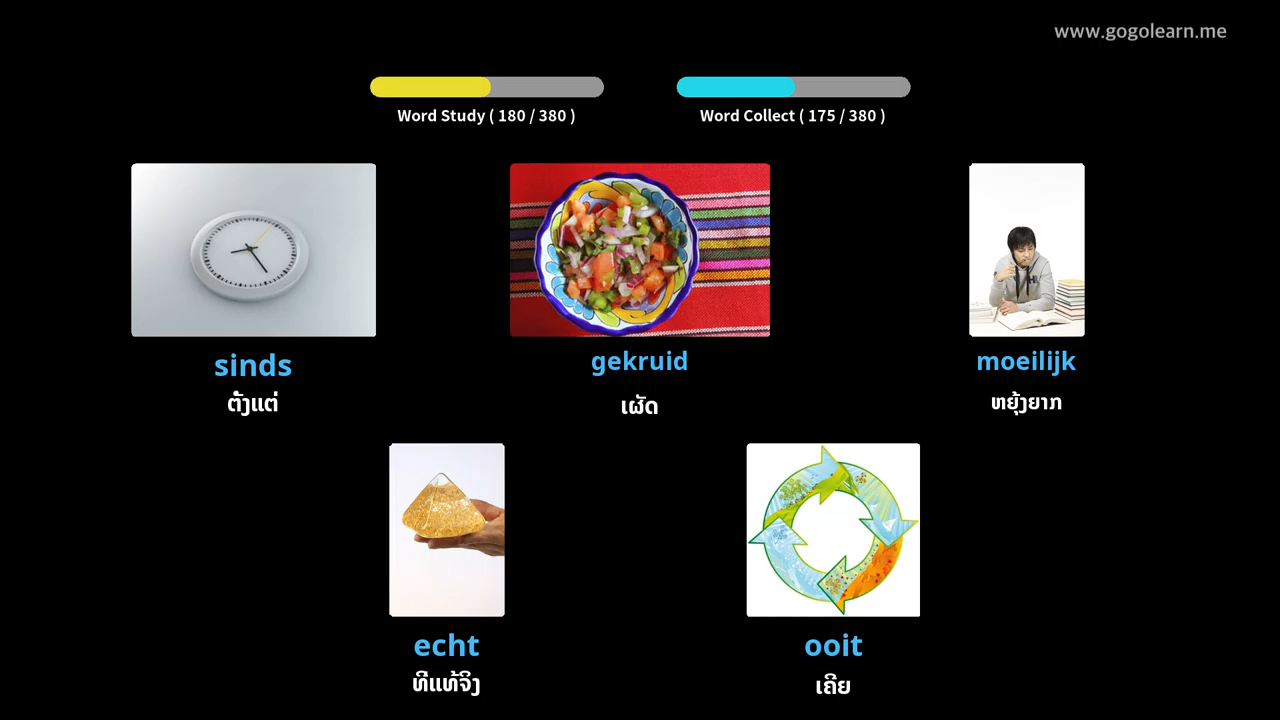 www.gogolearn.me
Word Study ( 180 / 380 )
Word Collect ( 175 / 380 )
sinds
ຕັ້ງແຕ່
gekruid
ເຜັດ
moeilijk
ຫຍຸ້ງຍາກ
echt
ທີ່ແທ້ຈິງ
ooit
ເຄີຍ